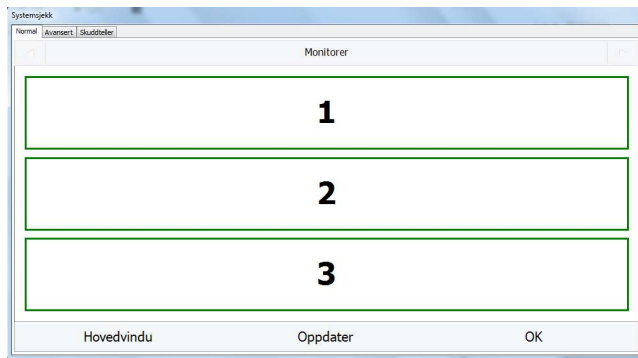 Systemsjekk
Normal Avansert Skuddteller
Monitorer
1
2
3
Hovedvindu Oppdater OK